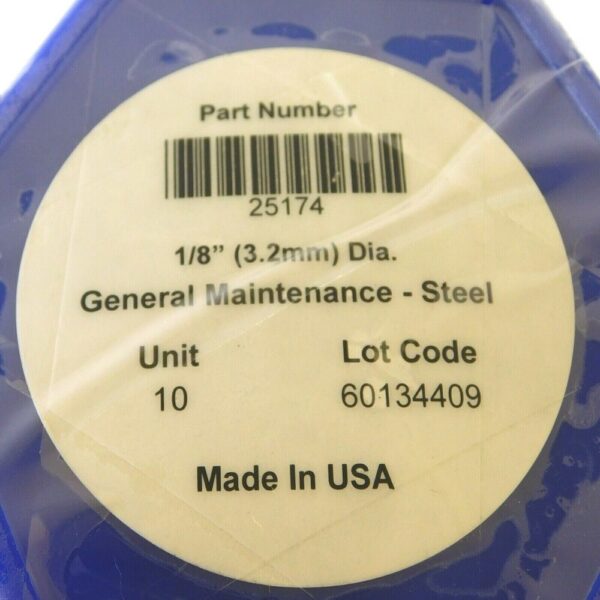 Part Number
25174
1/8” (3.2mm) Dia.
General Maintenance - Steel
Unit Lot Code
10 60134409
Made In USA